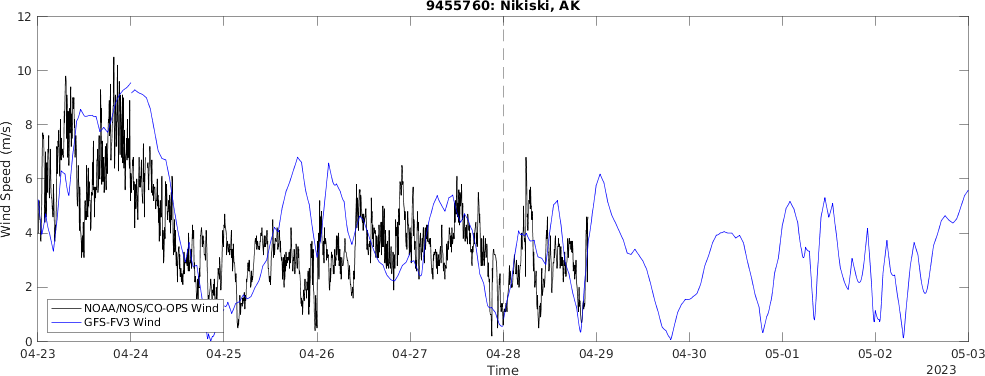 9455760: Nikiski, AK
12
10
8
6
4
2
0
Wind Speed (m/s)
NOAA/NOS/CO-OPS Wind
GFS-FV3 Wind
04-23 04-24 04-25 04-26 04-27 04-28 04-29 04-30 05-01 05-02 05-03
Time
2023